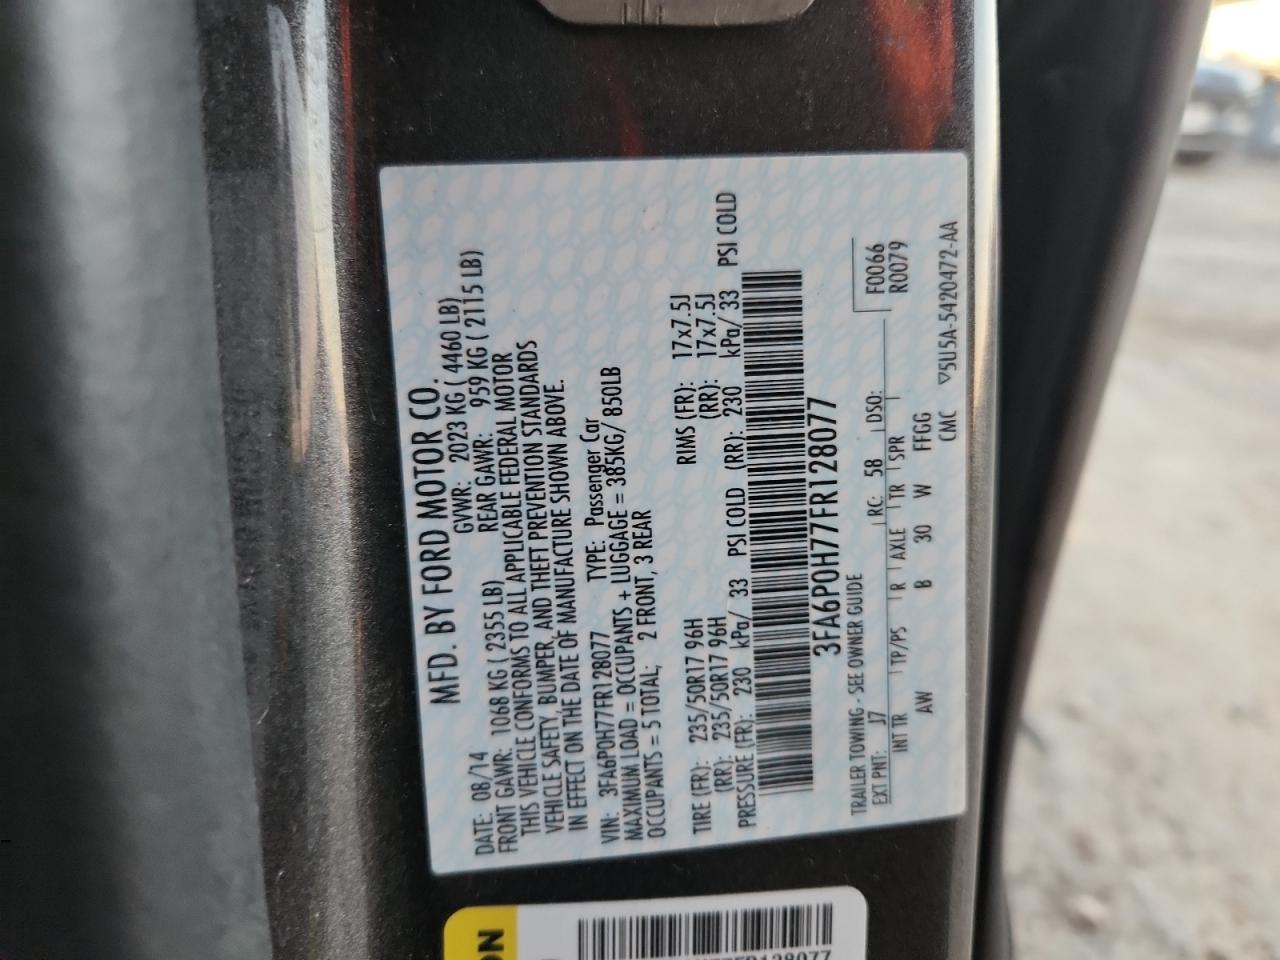 MFD. BY FORD MOTOR CO.
DATE: 08/14 GVWR: 2023 KG ( 4460 LB)
FRONT GAWR: 1068 KG ( 2355 LB) REAR GAWR: 959 KG ( 2115 LB)
THIS VEHICLE CONFORMS TO ALL APPLICABLE FEDERAL MOTOR
VEHICLE SAFETY, BUMPER, AND THEFT PREVENTION STANDARDS
IN EFFECT ON THE DATE OF MANUFACTURE SHOWN ABOVE.
VIN: 3FA6P0H77FR128077 TYPE: Passenger Car
MAXIMUM LOAD = OCCUPANTS + LUGGAGE = 385KG/ 850LB
OCCUPANTS = 5 TOTAL; 2 FRONT, 3 REAR
TIRE (FR): 235/50R17 96H RIMS (FR): 17x7.5J
(RR): 235/50R17 96H (RR): 17x7.5J
PRESSURE (FR): 230 kPa/ 33 PSI COLD (RR): 230 kPa/ 33 PSI COLD
3FA6P0H77FR128077
TRAILER TOWING - SEE OWNER GUIDE F0066
EXT PNT: J7 RC: 58 DSO: R0079
INT TR TP/PS R AXLE TR SPR
AW B 30 W FFGG
CMC ▽5U5A-5420472-AA